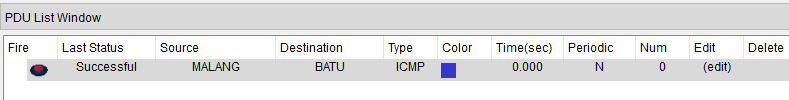 PDU List Window
Fire Last Status Source Destination Type Color Time(sec) Periodic Num Edit Delete
Successful MALANG BATU ICMP 0.000 N 0 (edit)